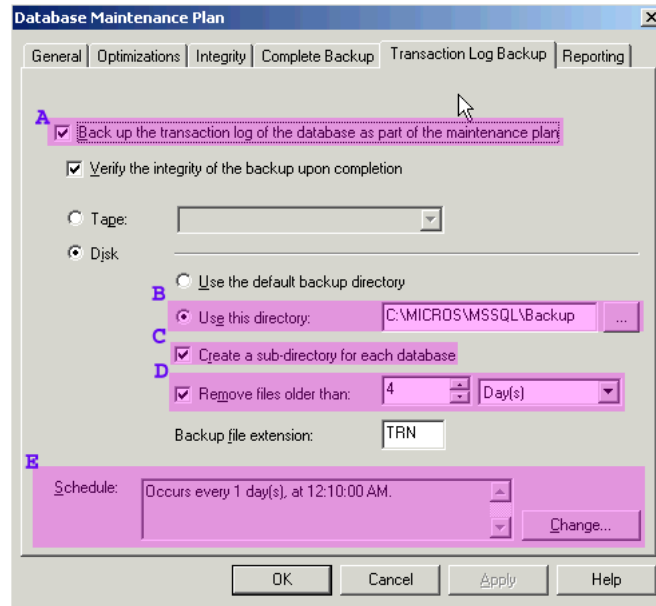 Database Maintenance Plan
General Optimizations Integrity Complete Backup Transaction Log Backup Reporting
A
Back up the transaction log of the database as part of the maintenance plan
Verify the integrity of the backup upon completion
Tape:
Disk
Use the default backup directory
B
Use this directory: C:\MICROS\MSSQL\Backup ...
C
Create a sub-directory for each database
D
Remove files older than: 4 Day(s)
Backup file extension: TRN
E
Schedule: Occurs every 1 day(s), at 12:10:00 AM.
Change...
OK Cancel Apply Help